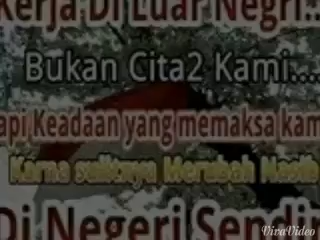 Kerja Di Luar Negri..
Bukan Cita2 Kami....
api Keadaan yang memaksa kam
Karna sulitnya Merubah Nasib
Di Negeri Sendir
VivaVideo